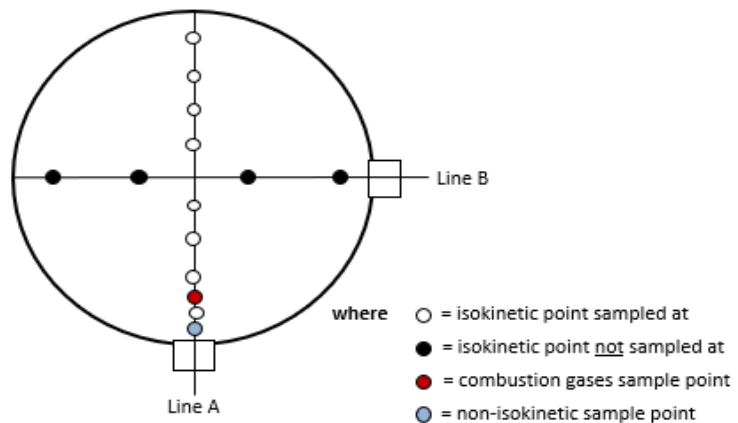 Line B
where
= isokinetic point sampled at
= isokinetic point not sampled at
= combustion gases sample point
= non-isokinetic sample point
Line A